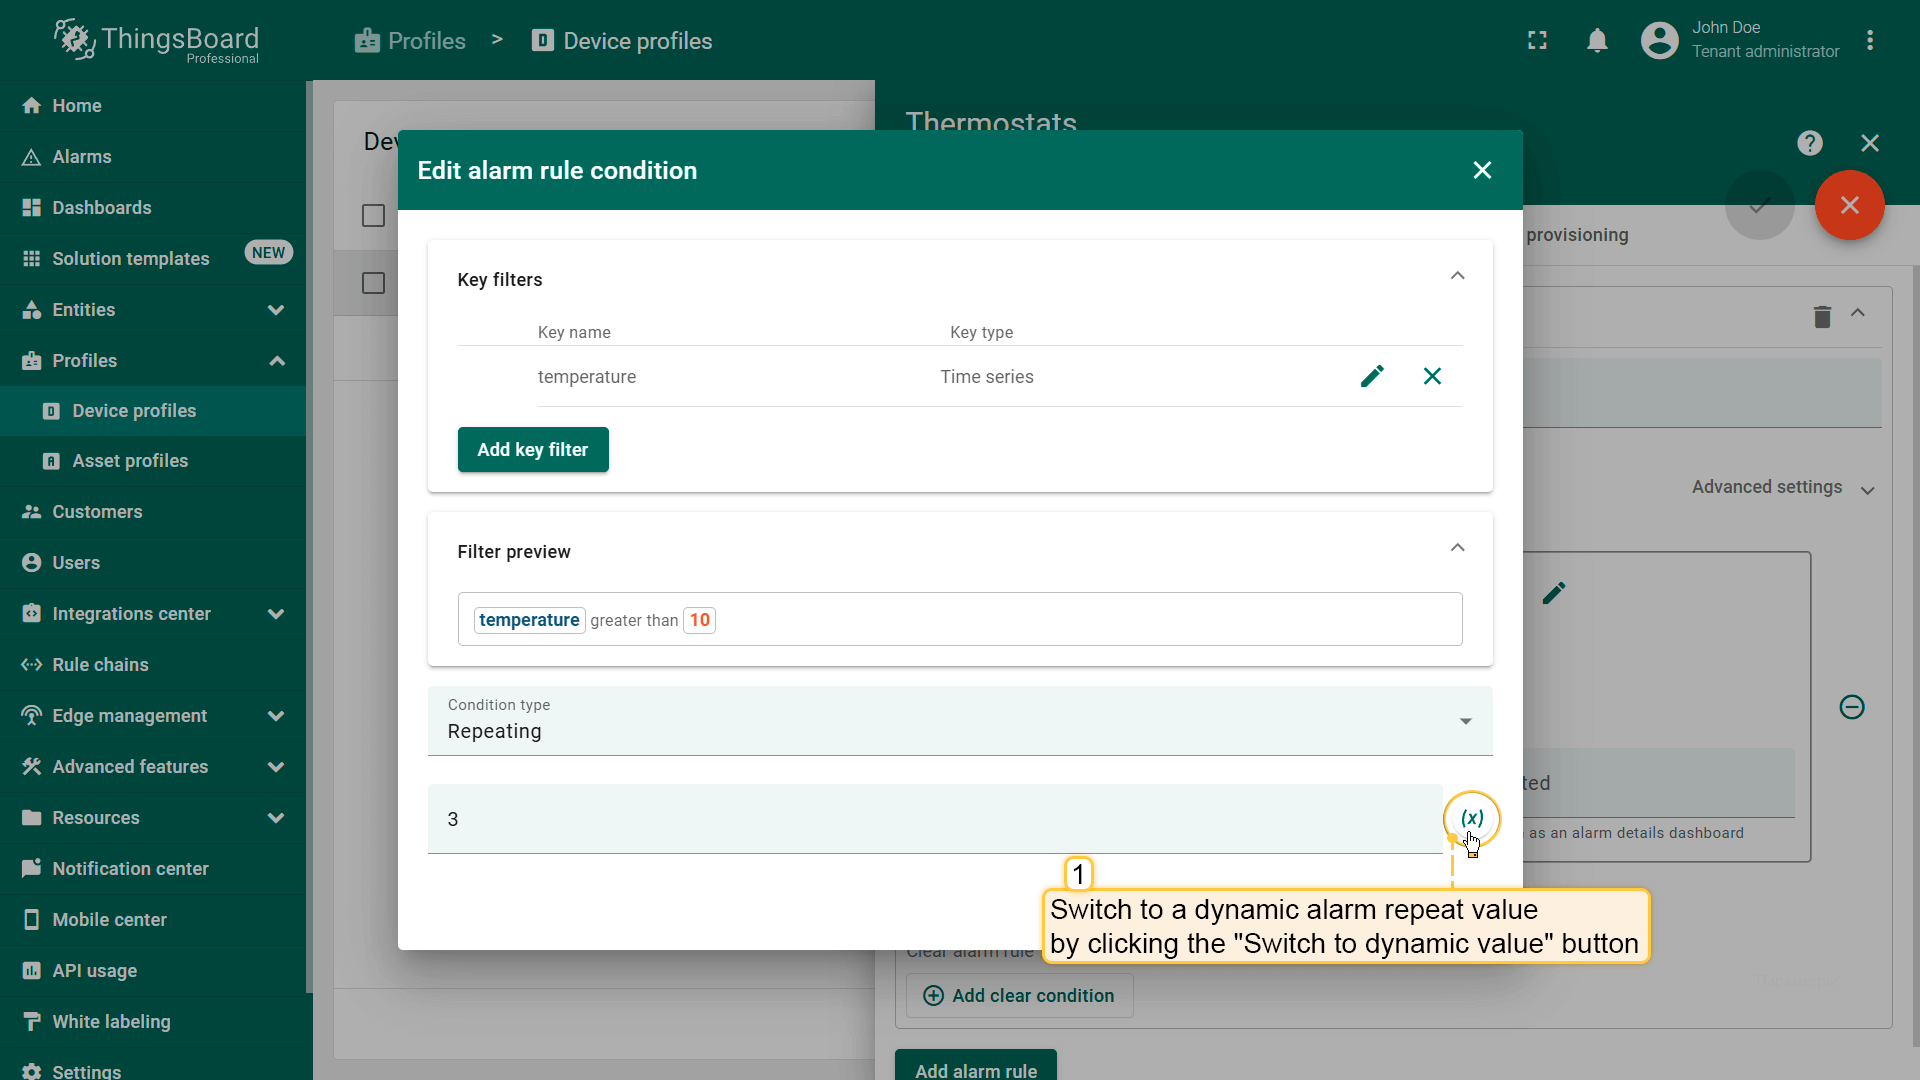 ThingsBoard
Professional
Profiles > Device profiles
John Doe
Tenant administrator
Home
Alarms
Dashboards
Solution templates NEW
Entities
Profiles
Device profiles
Asset profiles
Customers
Users
Integrations center
Rule chains
Edge management
Advanced features
Resources
Notification center
Mobile center
API usage
White labeling
Settings
Thermostats
provisioning
Advanced settings
Edit alarm rule condition
Key filters
Key name Key type
temperature Time series
Add key filter
Filter preview
temperature greater than 10
Condition type
Repeating
3
(x)
as an alarm details dashboard
1
Switch to a dynamic alarm repeat value
by clicking the "Switch to dynamic value" button
Clear alarm rule
Add clear condition
Add alarm rule